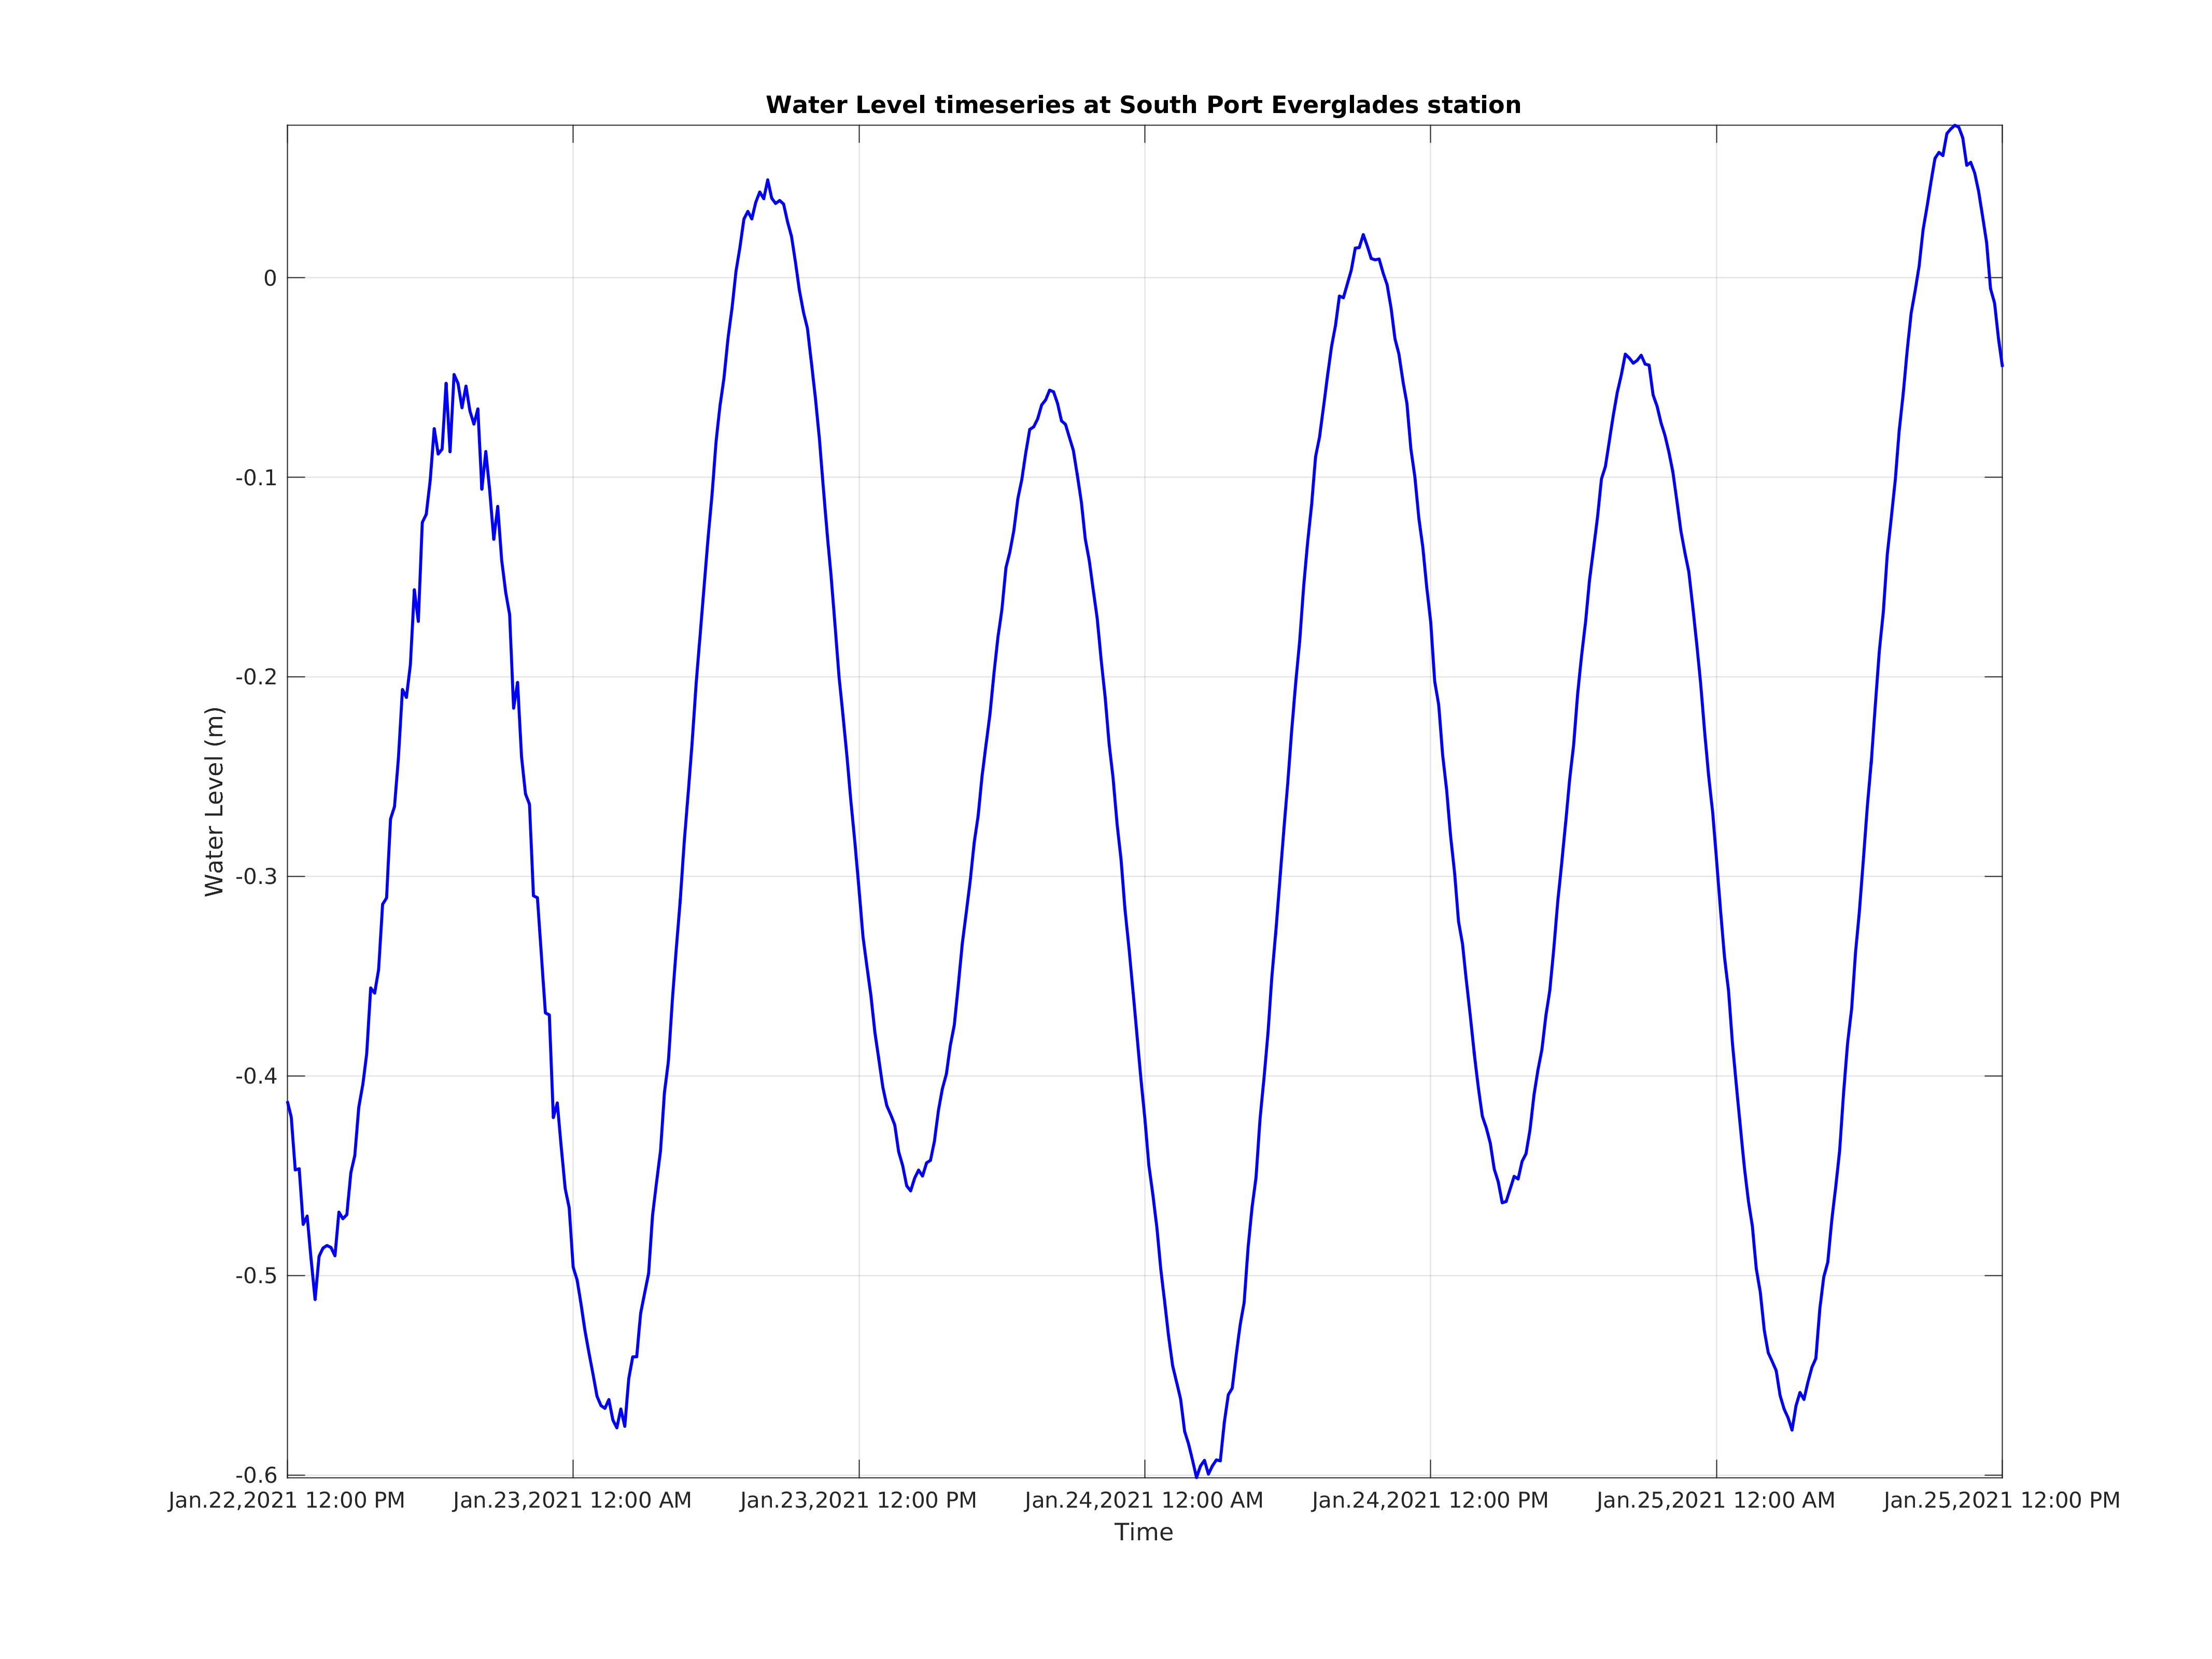 Water Level timeseries at South Port Everglades station
Water Level (m)
0
-0.1
-0.2
-0.3
-0.4
-0.5
-0.6
Jan.22,2021 12:00 PM
Jan.23,2021 12:00 AM
Jan.23,2021 12:00 PM
Jan.24,2021 12:00 AM
Jan.24,2021 12:00 PM
Jan.25,2021 12:00 AM
Jan.25,2021 12:00 PM
Time